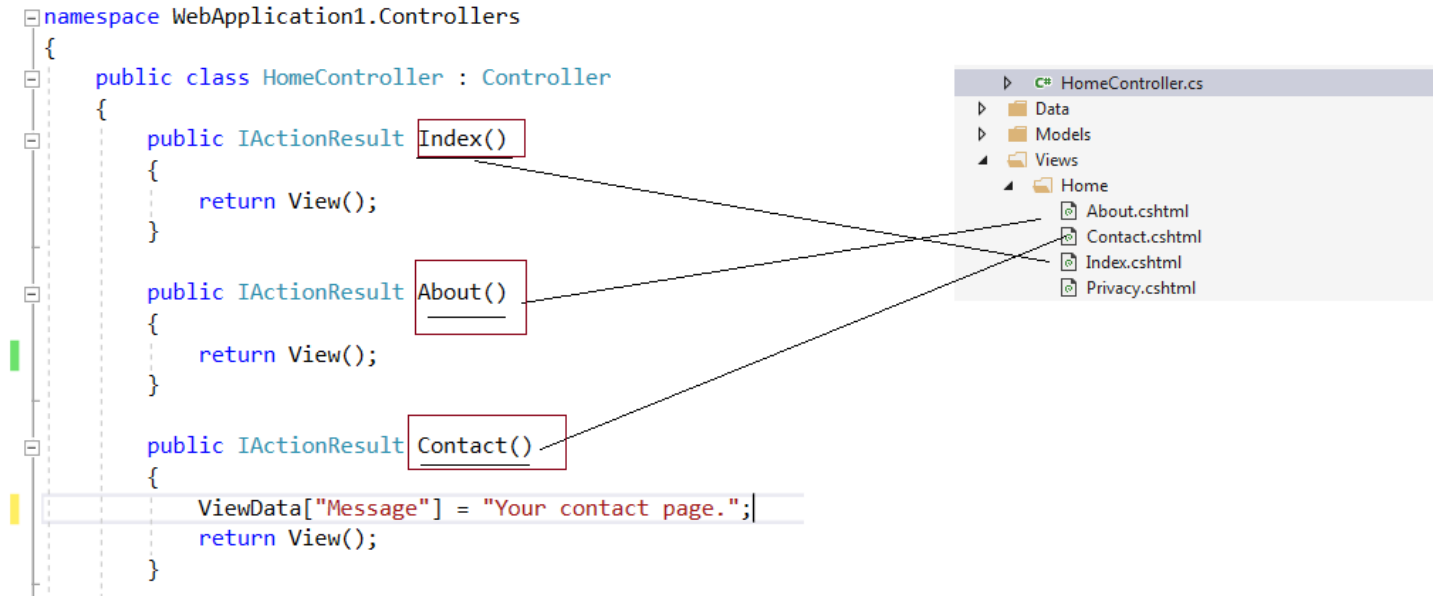 namespace WebApplication1.Controllers
{
public class HomeController : Controller
{
public IActionResult Index()
{
return View();
}
public IActionResult About()
{
return View();
}
public IActionResult Contact()
{
ViewData["Message"] = "Your contact page.";
return View();
}
C# HomeController.cs
Data
Models
Views
Home
About.cshtml
Contact.cshtml
Index.cshtml
Privacy.cshtml